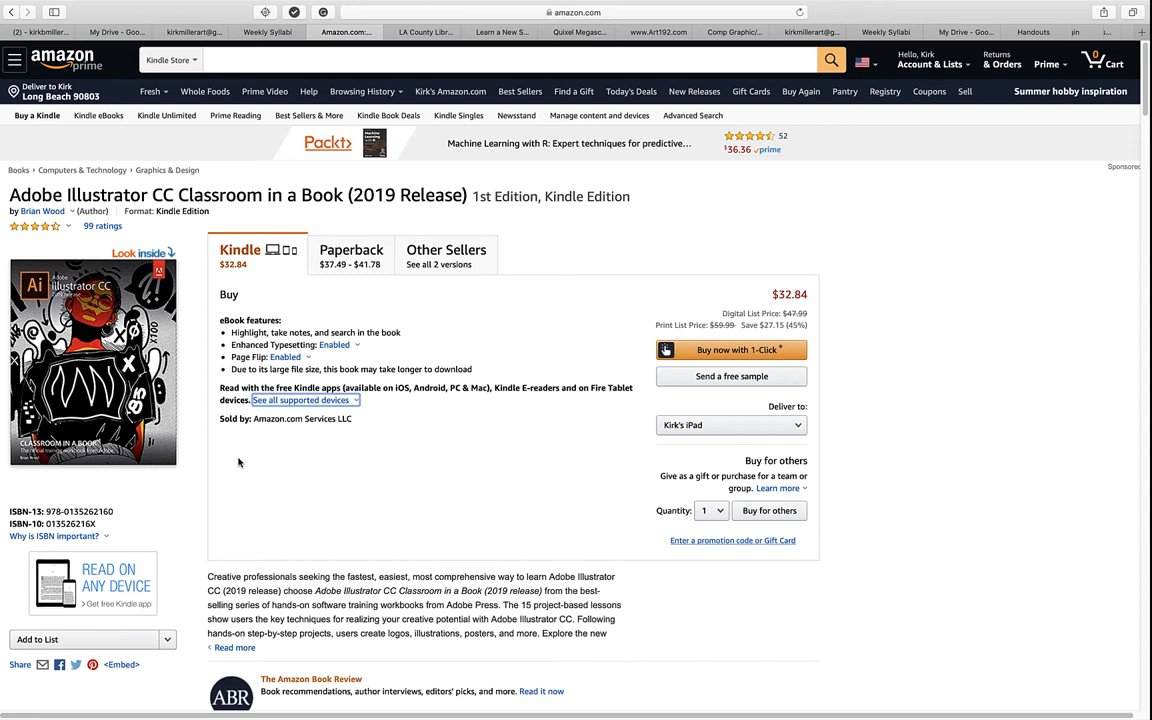 amazon.com
(2) - kirkbmiller...
My Drive - Goo...
kirkmillerart@g...
Weekly Syllabi
Amazon.com:...
LA County Libr...
Learn a New S...
Quixel Megasc...
www.Art192.com
Comp Graphic/...
kirkmillerart@g...
Weekly Syllabi
My Drive - Goo...
Handouts
amazon
prime
Kindle Store
Hello, Kirk
Account & Lists
Returns
& Orders
Prime
0
Cart
Deliver to Kirk
Long Beach 90803
Fresh Whole Foods Prime Video Help Browsing History Kirk's Amazon.com Best Sellers Find a Gift Today's Deals New Releases Gift Cards Buy Again Pantry Registry Coupons Sell
Summer hobby inspiration
Buy a Kindle Kindle eBooks Kindle Unlimited Prime Reading Best Sellers & More Kindle Book Deals Kindle Singles Newsstand Manage content and devices Advanced Search
Packt>
Machine Learning with R: Expert techniques for predictive...
52
$36.36 prime
Sponsored
Books › Computers & Technology › Graphics & Design
Adobe Illustrator CC Classroom in a Book (2019 Release) 1st Edition, Kindle Edition
by Brian Wood (Author) Format: Kindle Edition
99 ratings
Look inside
Ai
Adobe
Illustrator CC
2019 release
X100
CLASSROOM IN A BOOK
The official training workbook from Adobe
Brian Wood
Kindle
$32.84
Paperback
$37.49 - $41.78
Other Sellers
See all 2 versions
Buy
$32.84
eBook features:
• Highlight, take notes, and search in the book
• Enhanced Typesetting: Enabled
• Page Flip: Enabled
• Due to its large file size, this book may take longer to download
Read with the free Kindle apps (available on iOS, Android, PC & Mac), Kindle E-readers and on Fire Tablet
devices. See all supported devices
Sold by: Amazon.com Services LLC
Digital List Price: $47.99
Print List Price: $59.99 Save $27.15 (45%)
Buy now with 1-Click ®
Send a free sample
Deliver to:
Kirk's iPad
Buy for others
Give as a gift or purchase for a team or
group. Learn more
Quantity: 1 Buy for others
Enter a promotion code or Gift Card
ISBN-13: 978-0135262160
ISBN-10: 013526216X
Why is ISBN important?
READ ON
ANY DEVICE
› Get free Kindle app
Add to List
Share <Embed>
Creative professionals seeking the fastest, easiest, most comprehensive way to learn Adobe Illustrator
CC (2019 release) choose Adobe Illustrator CC Classroom in a Book (2019 release) from the best-
selling series of hands-on software training workbooks from Adobe Press. The 15 project-based lessons
show users the key techniques for realizing your creative potential with Adobe Illustrator CC. Following
hands-on step-by-step projects, users create logos, illustrations, posters, and more. Explore the new
‹ Read more
ABR
The Amazon Book Review
Book recommendations, author interviews, editors' picks, and more. Read it now